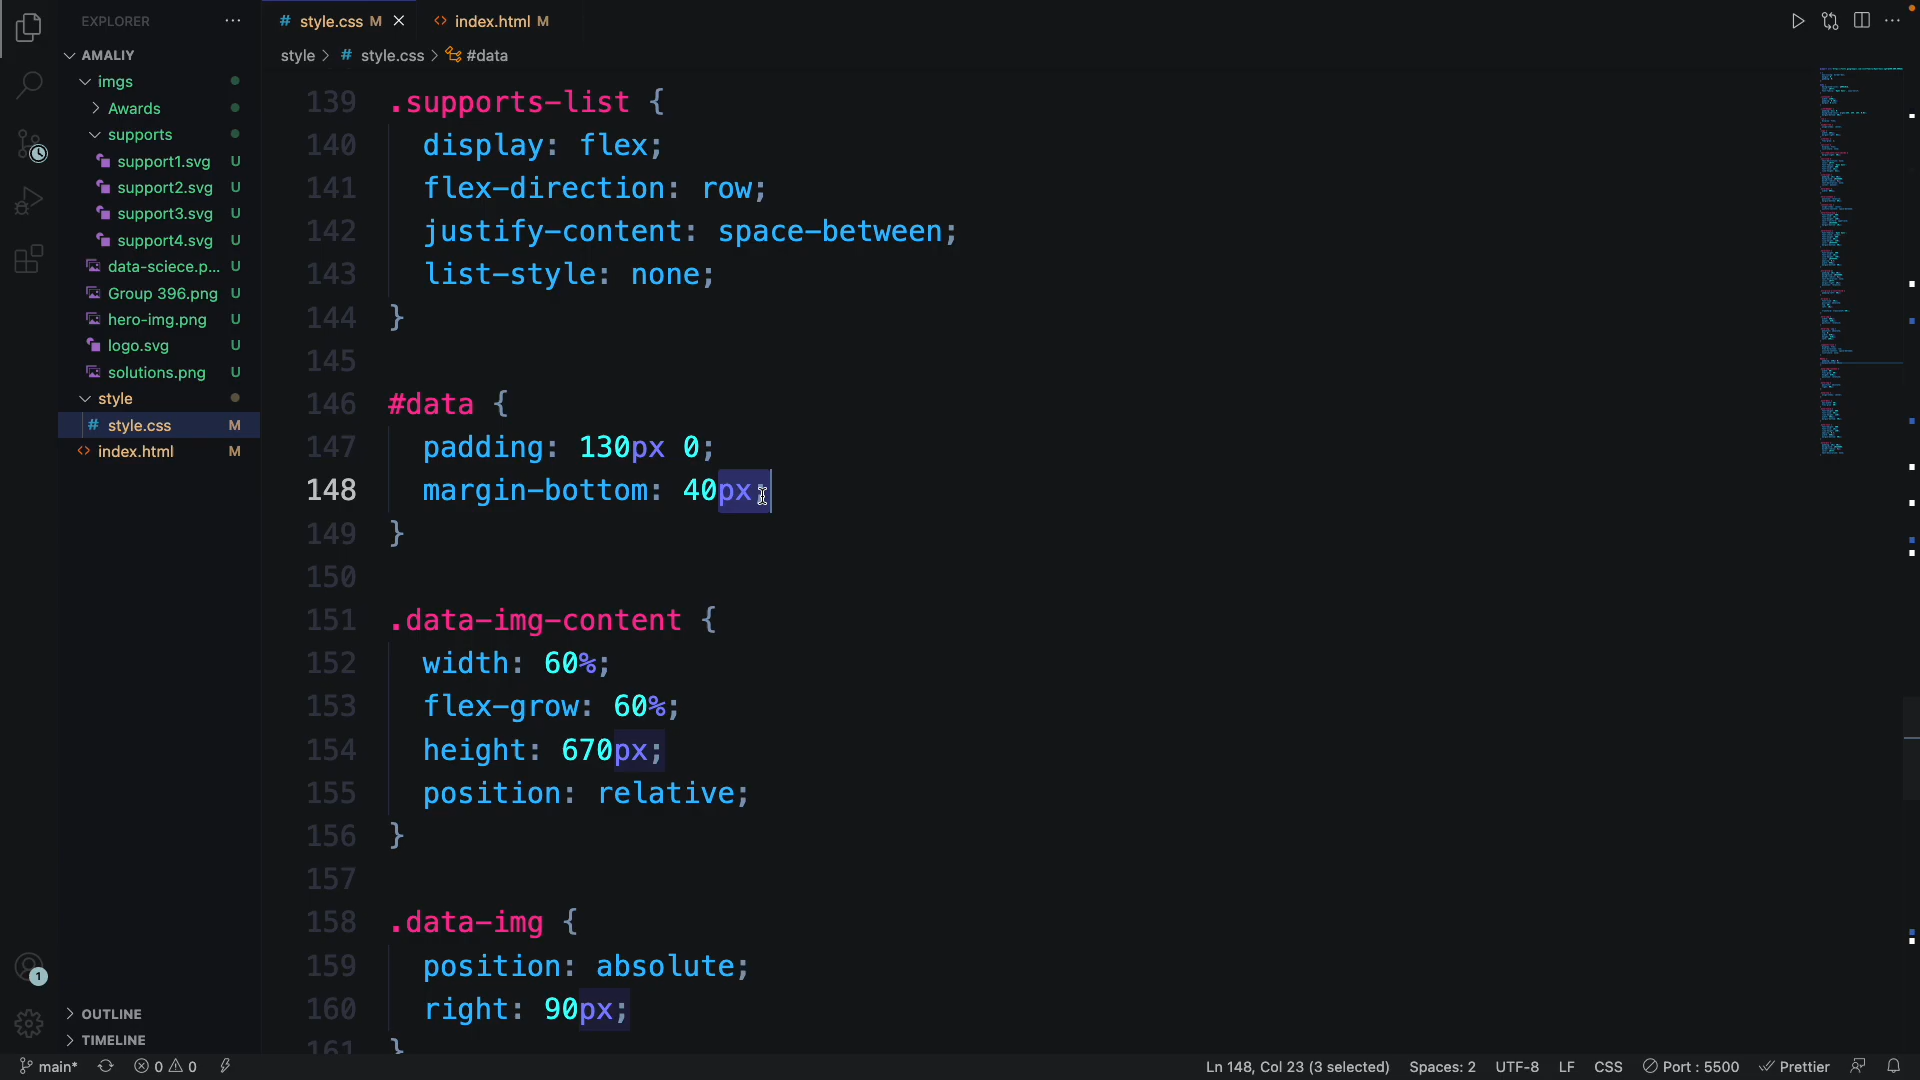 EXPLORER
AMALIY
imgs
Awards
supports
support1.svg U
support2.svg U
support3.svg U
support4.svg U
data-sciece.p... U
Group 396.png U
hero-img.png U
logo.svg U
solutions.png U
style
# style.css M
<> index.html M
OUTLINE
TIMELINE
# style.css M
<> index.html M
style > # style.css > #data
139 .supports-list {
140 display: flex;
141 flex-direction: row;
142 justify-content: space-between;
143 list-style: none;
144 }
145
146 #data {
147 padding: 130px 0;
148 margin-bottom: 40px;
149 }
150
151 .data-img-content {
152 width: 60%;
153 flex-grow: 60%;
154 height: 670px;
155 position: relative;
156 }
157
158 .data-img {
159 position: absolute;
160 right: 90px;
161 }
1
main* 0 0 Ln 148, Col 23 (3 selected) Spaces: 2 UTF-8 LF CSS Port : 5500 Prettier